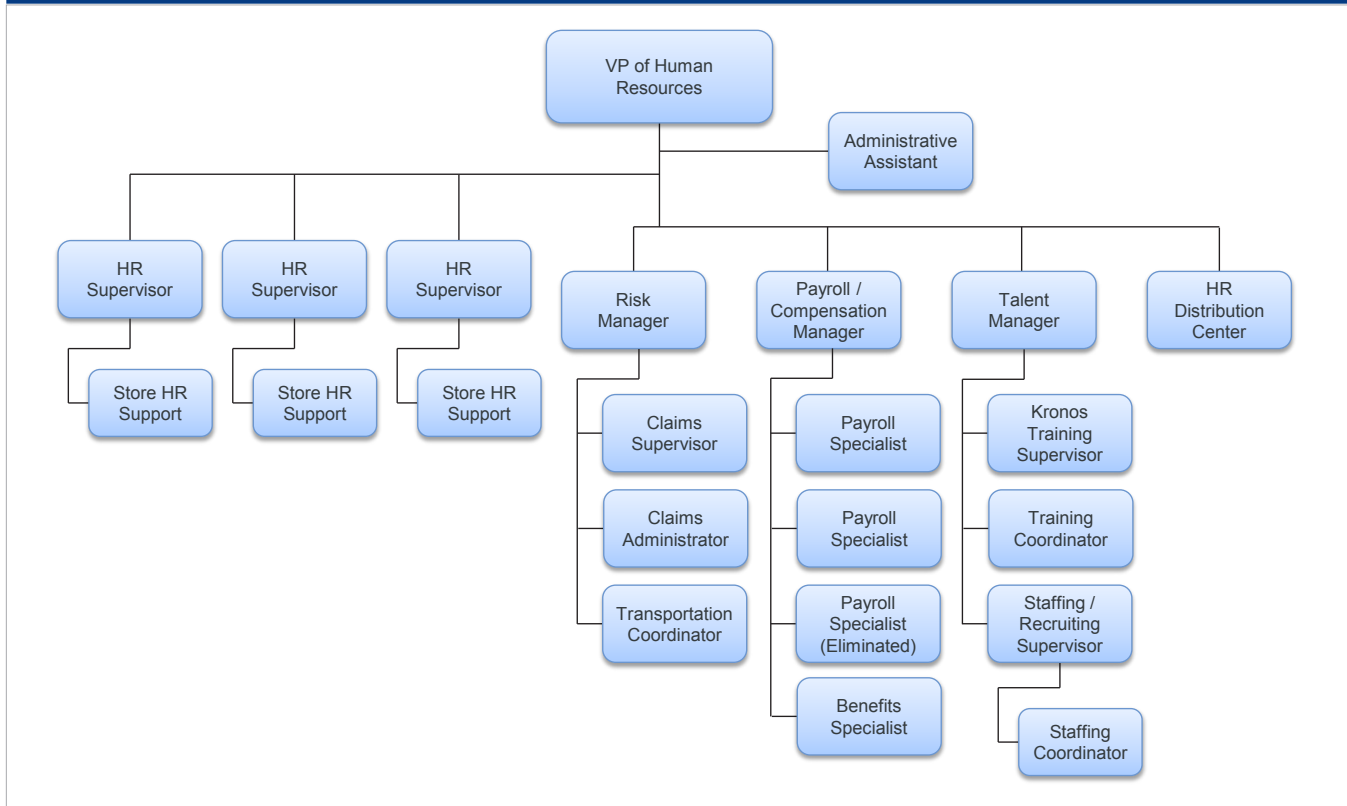 VP of Human
Resources
Administrative
Assistant
HR
Supervisor
HR
Supervisor
HR
Supervisor
Store HR
Support
Store HR
Support
Store HR
Support
Risk
Manager
Claims
Supervisor
Claims
Administrator
Transportation
Coordinator
Payroll /
Compensation
Manager
Payroll
Specialist
Payroll
Specialist
Payroll
Specialist
(Eliminated)
Benefits
Specialist
Talent
Manager
Kronos
Training
Supervisor
Training
Coordinator
Staffing /
Recruiting
Supervisor
Staffing
Coordinator
HR
Distribution
Center